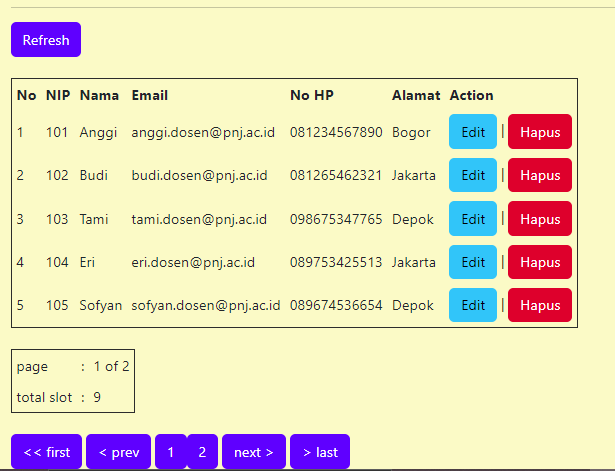 Refresh
No NIP Nama Email No HP Alamat Action
1 101 Anggi anggi.dosen@pnj.ac.id 081234567890 Bogor Edit | Hapus
2 102 Budi budi.dosen@pnj.ac.id 081265462321 Jakarta Edit | Hapus
3 103 Tami tami.dosen@pnj.ac.id 098675347765 Depok Edit | Hapus
4 104 Eri eri.dosen@pnj.ac.id 089753425513 Jakarta Edit | Hapus
5 105 Sofyan sofyan.dosen@pnj.ac.id 089674536654 Depok Edit | Hapus
page : 1 of 2
total slot : 9
<< first < prev 1 2 next > > last